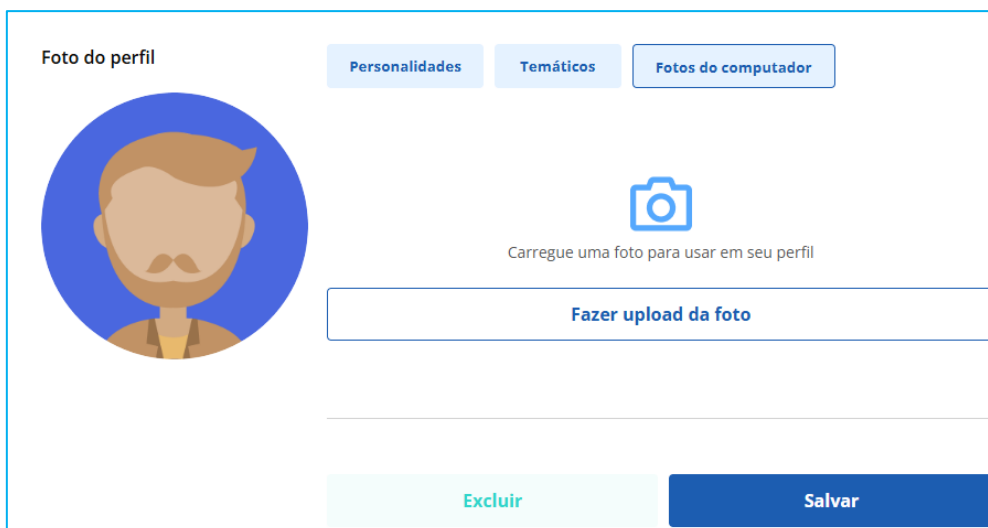 Foto do perfil
Personalidades
Temáticos
Fotos do computador
Carregue uma foto para usar em seu perfil
Fazer upload da foto
Excluir
Salvar